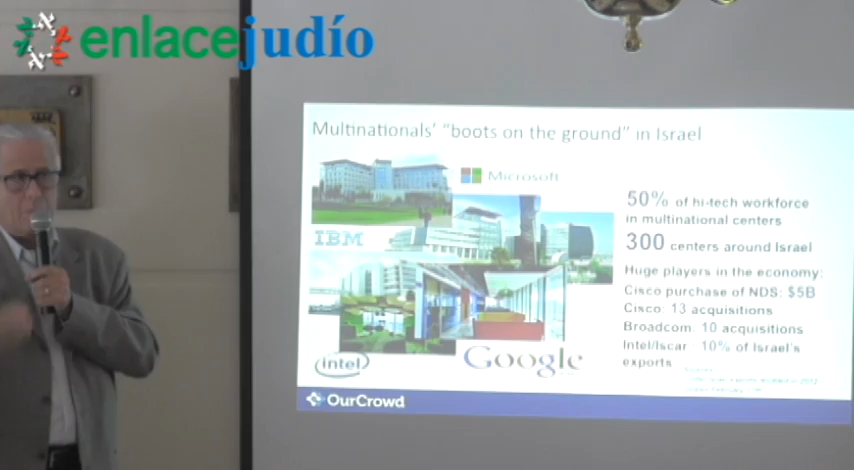 enlacejudío
Multinationals' "boots on the ground" in Israel
Microsoft
IBM
intel
Google
50% of hi-tech workforce
in multinational centers
300 centers around Israel
Huge players in the economy:
Cisco purchase of NDS: $5B
Cisco: 13 acquisitions
Broadcom: 10 acquisitions
Intel/Iscar: 10% of Israel's
exports
OurCrowd